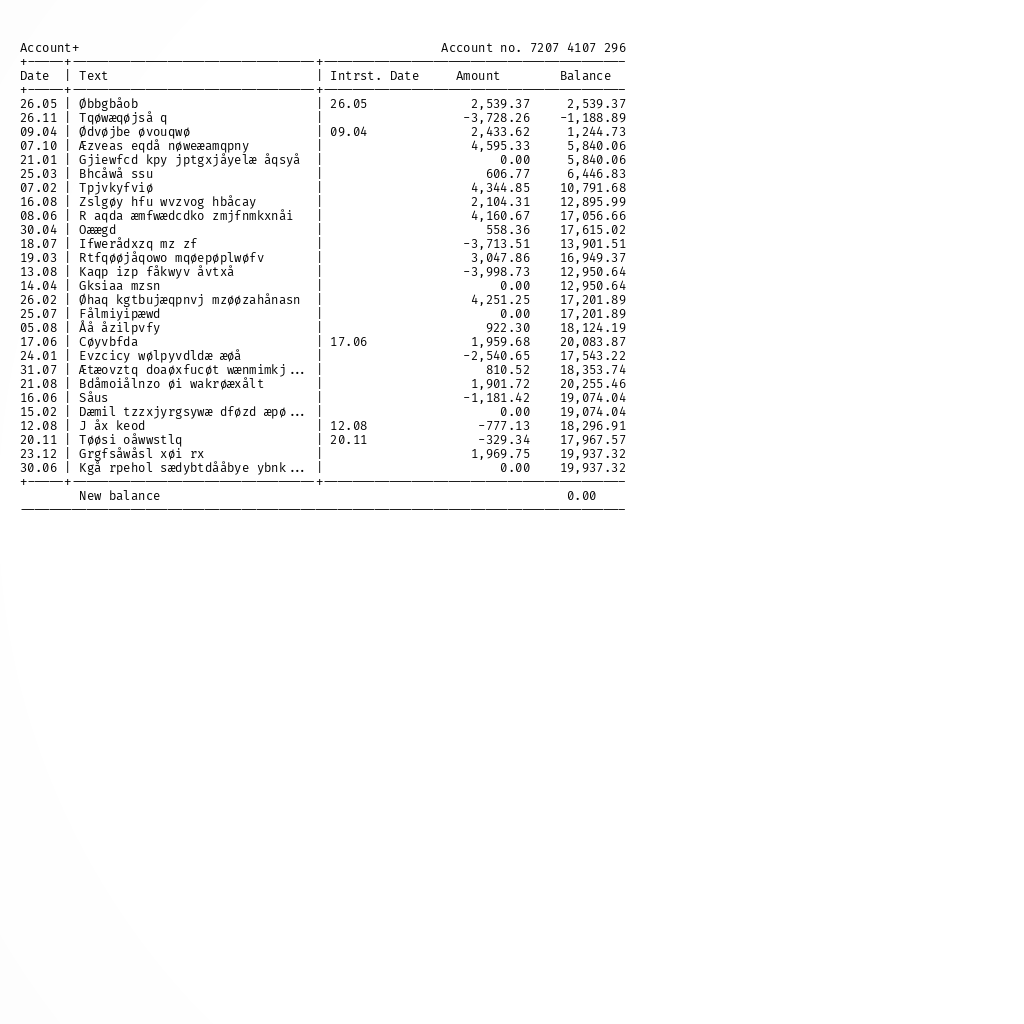 Account+ Account no. 7207 4107 296
Date | Text | Intrst. Date Amount Balance
26.05 | Øbbgbåob | 26.05 2,539.37 2,539.37
26.11 | Tqøwæqøjså q | -3,728.26 -1,188.89
09.04 | Ødvøjbe øvouqwø | 09.04 2,433.62 1,244.73
07.10 | Æzveas eqdå nøweæamqpny | 4,595.33 5,840.06
21.01 | Gjiewfcd kpy jptgxjåyelæ åqsyå | 0.00 5,840.06
25.03 | Bhcåwå ssu | 606.77 6,446.83
07.02 | Tpjvkyfviø | 4,344.85 10,791.68
16.08 | Zslgøy hfu wvzvog hbåcay | 2,104.31 12,895.99
08.06 | R aqda æmfwædcdko zmjfnmkxnåi | 4,160.67 17,056.66
30.04 | Oæægd | 558.36 17,615.02
18.07 | Ifwerådxzq mz zf | -3,713.51 13,901.51
19.03 | Rtfqøøjåqowo mqøepøplwøfv | 3,047.86 16,949.37
13.08 | Kaqp izp fåkwyv åvtxå | -3,998.73 12,950.64
14.04 | Gksiaa mzsn | 0.00 12,950.64
26.02 | Øhaq kgtbujæqpnvj mzøøzahånasn | 4,251.25 17,201.89
25.07 | Fålmiyipæwd | 0.00 17,201.89
05.08 | Åå åzilpvfy | 922.30 18,124.19
17.06 | Cøyvbfda | 17.06 1,959.68 20,083.87
24.01 | Evzcicy wølpyvdldæ æøå | -2,540.65 17,543.22
31.07 | Ætæovztq doaøxfucøt wænmimkj... | 810.52 18,353.74
21.08 | Bdåmoiålnzo øi wakrøæxålt | 1,901.72 20,255.46
16.06 | Såus | -1,181.42 19,074.04
15.02 | Dæmil tzzxjyrgsywæ dføzd æpø... | 0.00 19,074.04
12.08 | J åx keod | 12.08 -777.13 18,296.91
20.11 | Tøøsi oåwwstlq | 20.11 -329.34 17,967.57
23.12 | Grgfsåwåsl xøi rx | 1,969.75 19,937.32
30.06 | Kgå rpehol sædybtdååbye ybnk... | 0.00 19,937.32
New balance 0.00